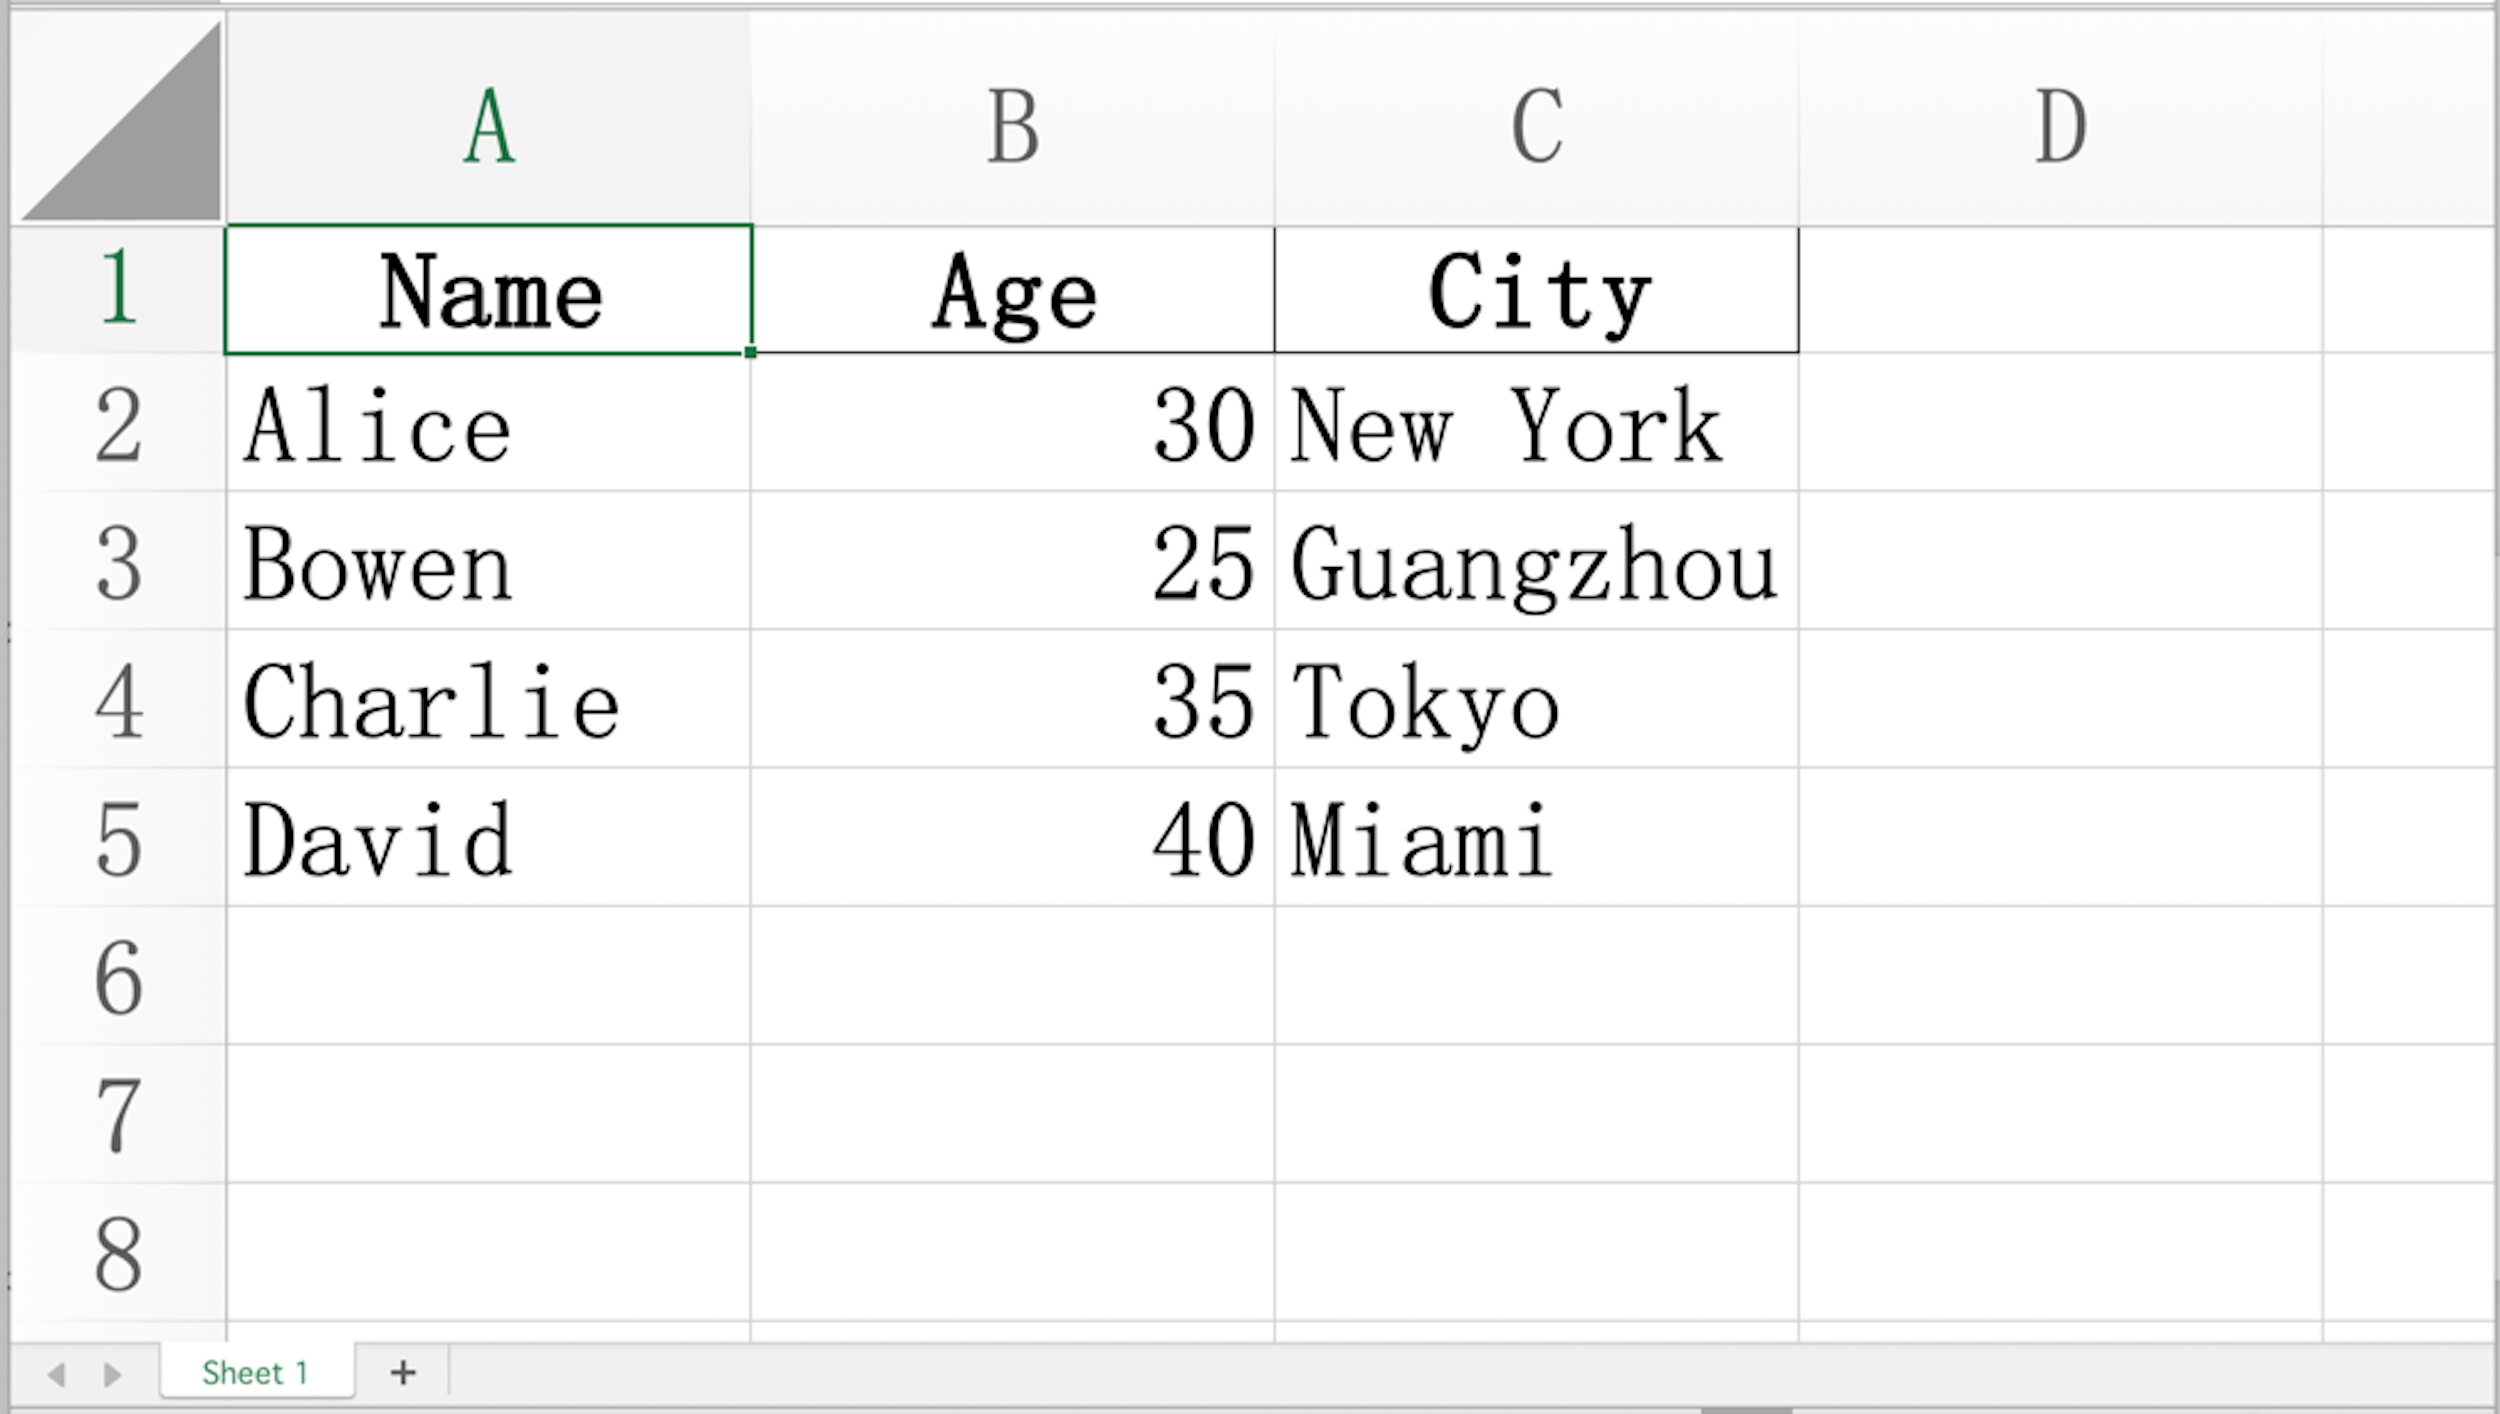 A B C D
1 Name Age City
2 Alice 30 New York
3 Bowen 25 Guangzhou
4 Charlie 35 Tokyo
5 David 40 Miami
6
7
8
Sheet 1 +